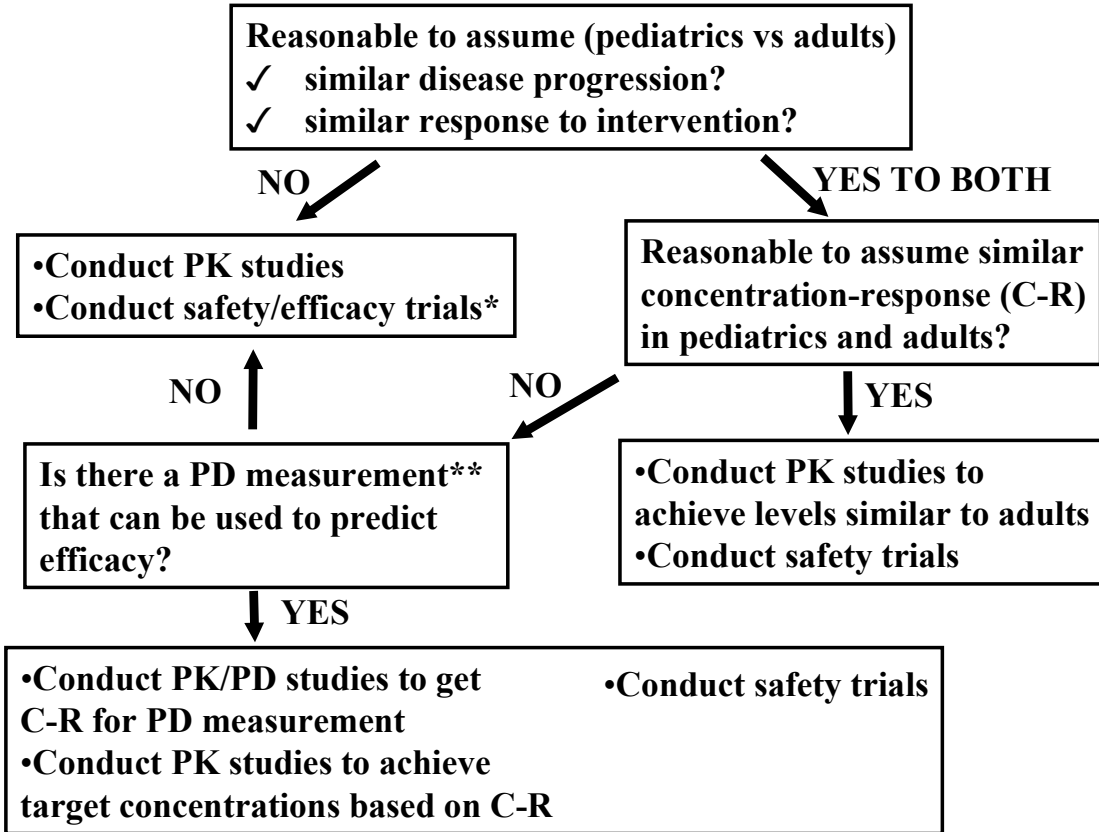 Reasonable to assume (pediatrics vs adults)
✓ similar disease progression?
✓ similar response to intervention?
NO
YES TO BOTH
•Conduct PK studies
•Conduct safety/efficacy trials*
Reasonable to assume similar
concentration-response (C-R)
in pediatrics and adults?
NO
NO
YES
Is there a PD measurement**
that can be used to predict
efficacy?
•Conduct PK studies to
achieve levels similar to adults
•Conduct safety trials
YES
•Conduct PK/PD studies to get
C-R for PD measurement
•Conduct PK studies to achieve
target concentrations based on C-R
•Conduct safety trials